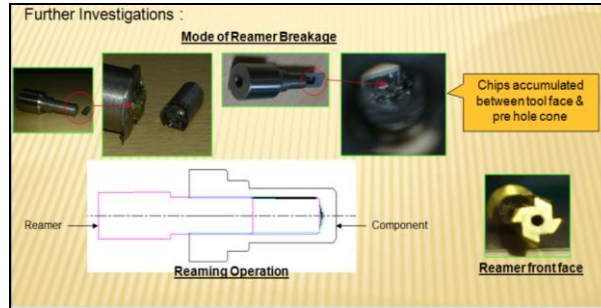 Further Investigations :
Mode of Reamer Breakage
Chips accumulated
between tool face &
pre hole cone
Reamer
Component
Reaming Operation
Reamer front face